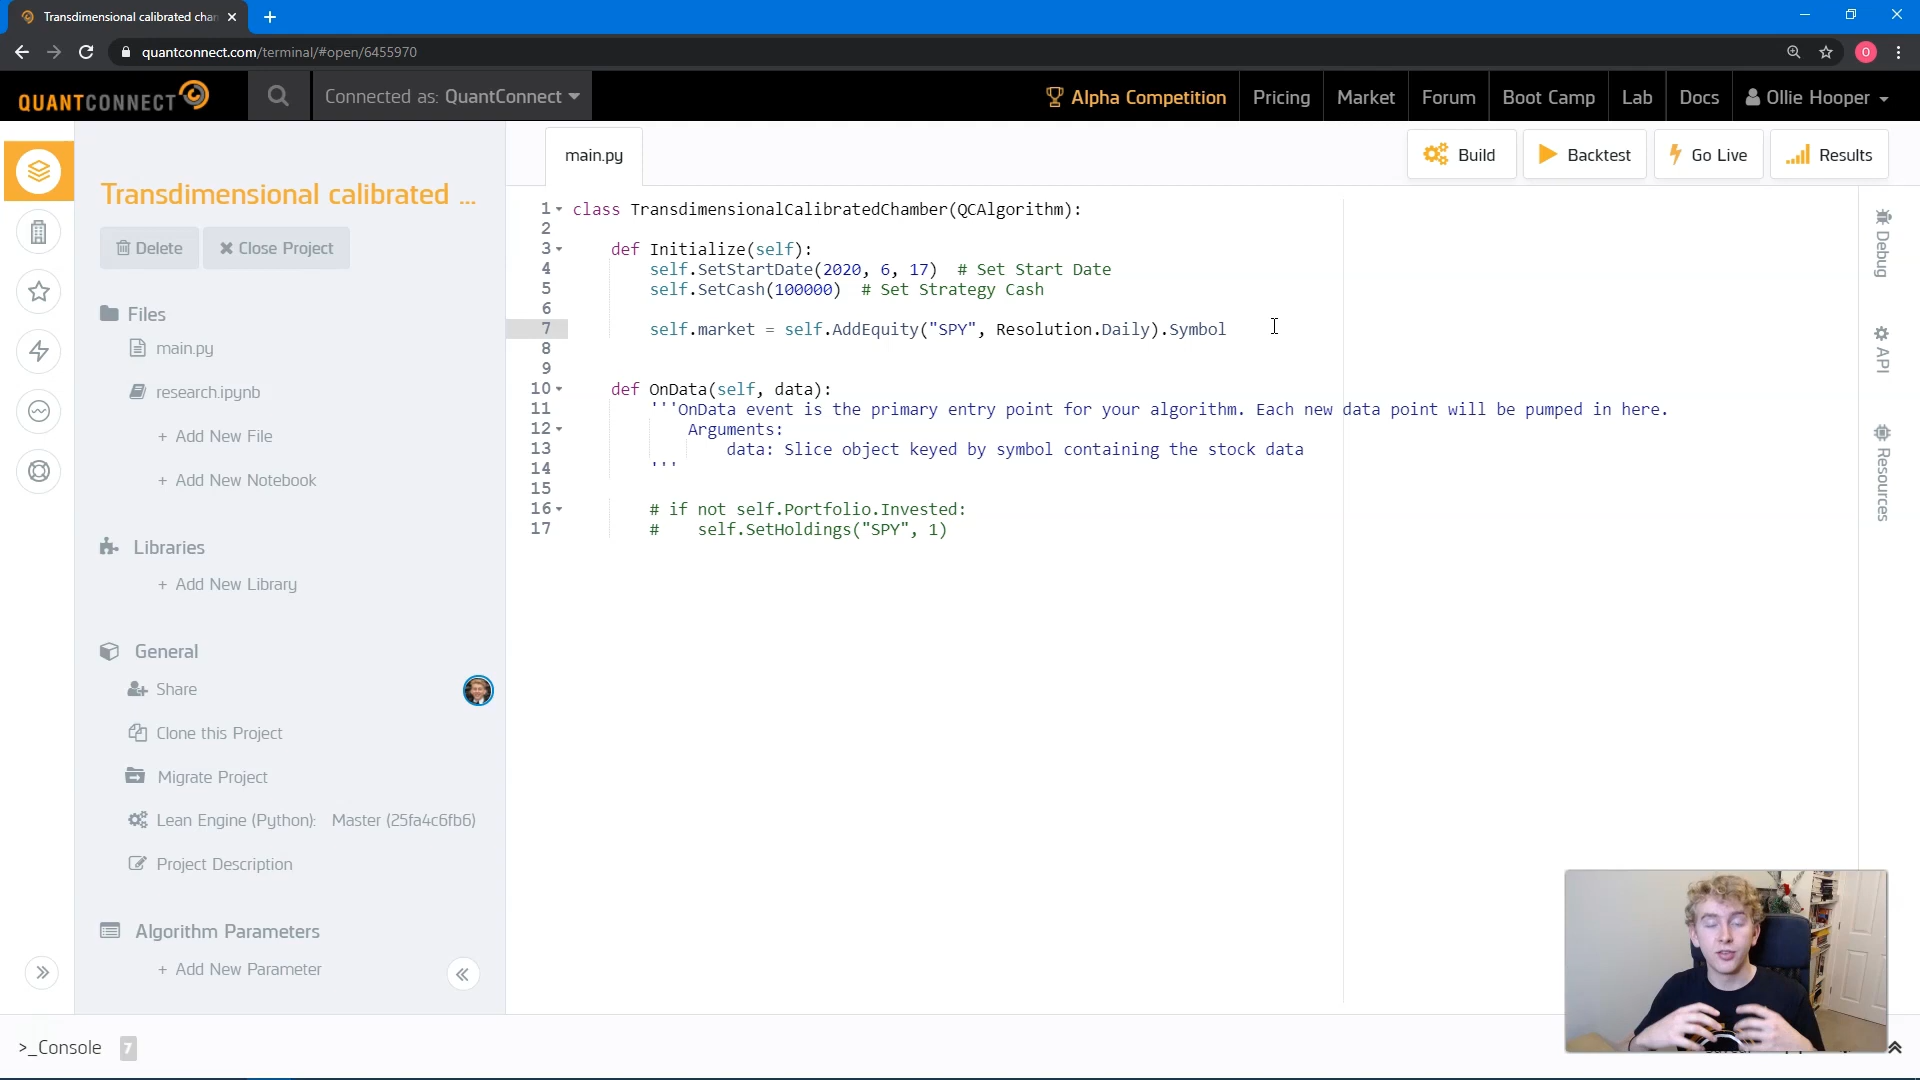 Transdimensional calibrated cha
quantconnect.com/terminal/#open/6455970
O
QUANTCONNECT
Connected as: QuantConnect
Alpha Competition
Pricing
Market
Forum
Boot Camp
Lab
Docs
Ollie Hooper
Transdimensional calibrated ...
Delete
Close Project
Files
main.py
research.ipynb
+ Add New File
+ Add New Notebook
Libraries
+ Add New Library
General
Share
Clone this Project
Migrate Project
Lean Engine (Python): Master (25fa4c6fb6)
Project Description
Algorithm Parameters
+ Add New Parameter
main.py
Build
Backtest
Go Live
Results
1 class TransdimensionalCalibratedChamber(QCAlgorithm):
2
3 def Initialize(self):
4 self.SetStartDate(2020, 6, 17) # Set Start Date
5 self.SetCash(100000) # Set Strategy Cash
6
7 self.market = self.AddEquity("SPY", Resolution.Daily).Symbol
8
9
10 def OnData(self, data):
11 '''OnData event is the primary entry point for your algorithm. Each new data point will be pumped in here.
12 Arguments:
13 data: Slice object keyed by symbol containing the stock data
14 '''
15
16 # if not self.Portfolio.Invested:
17 # self.SetHoldings("SPY", 1)
Debug
API
Resources
>_Console 7